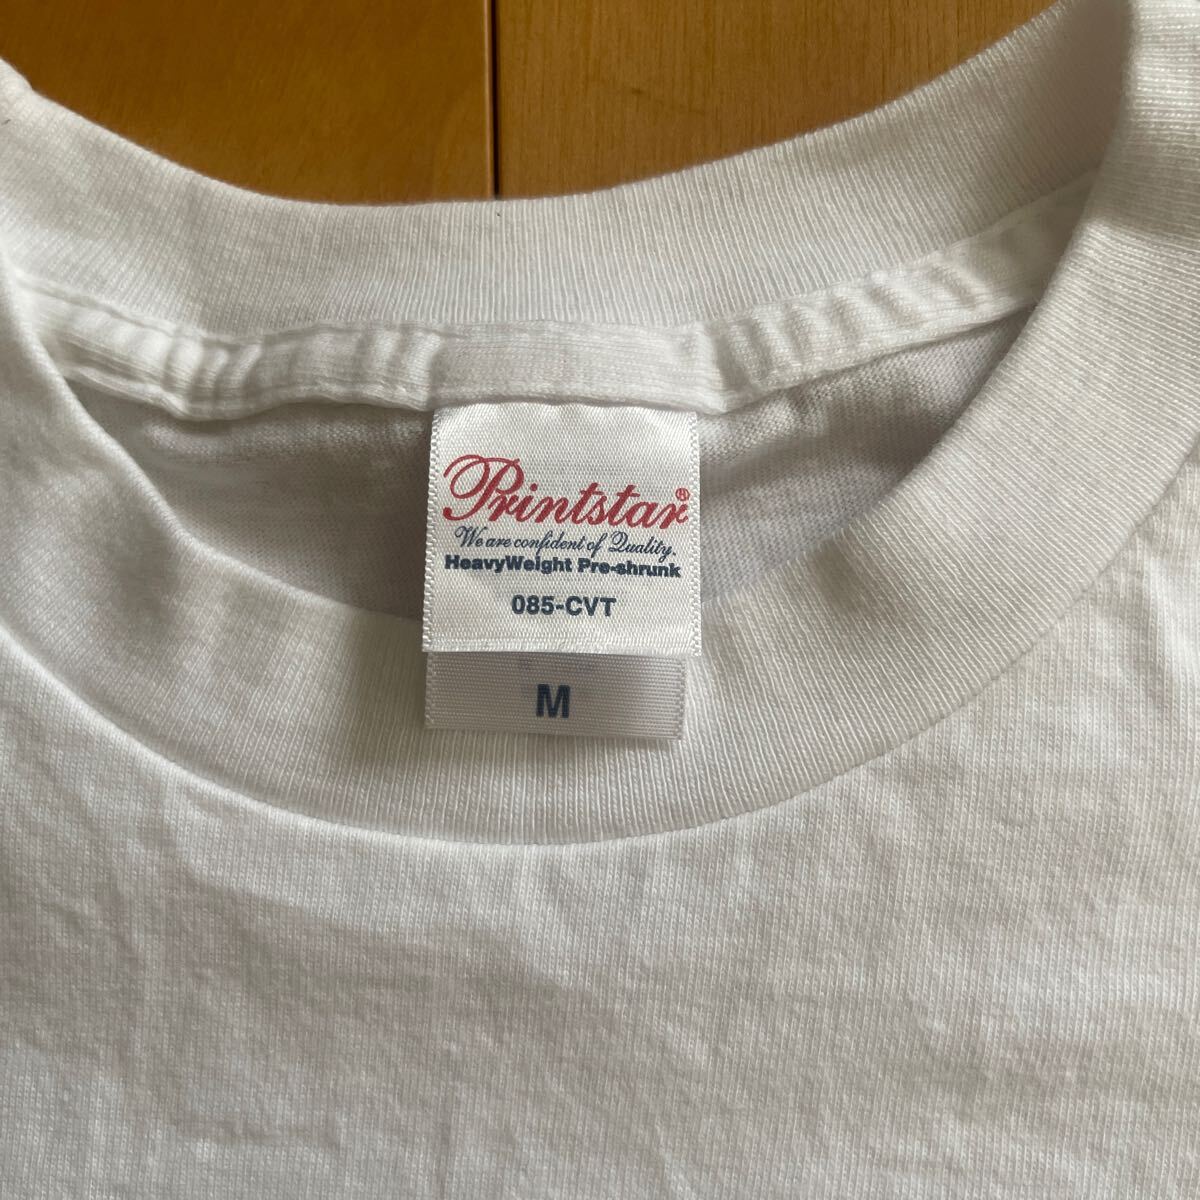 Printstar®
We are confident of Quality.
HeavyWeight Pre-shrunk
085-CVT
M